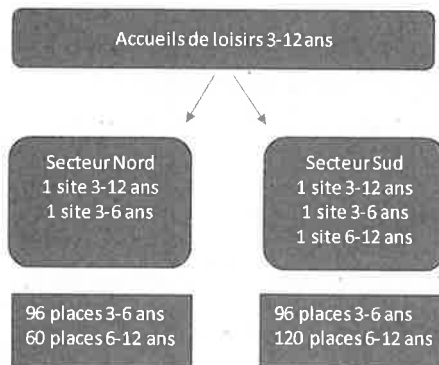 Accueils de loisirs 3-12 ans
Secteur Nord
1 site 3-12 ans
1 site 3-6 ans
Secteur Sud
1 site 3-12 ans
1 site 3-6 ans
1 site 6-12 ans
96 places 3-6 ans
60 places 6-12 ans
96 places 3-6 ans
120 places 6-12 ans